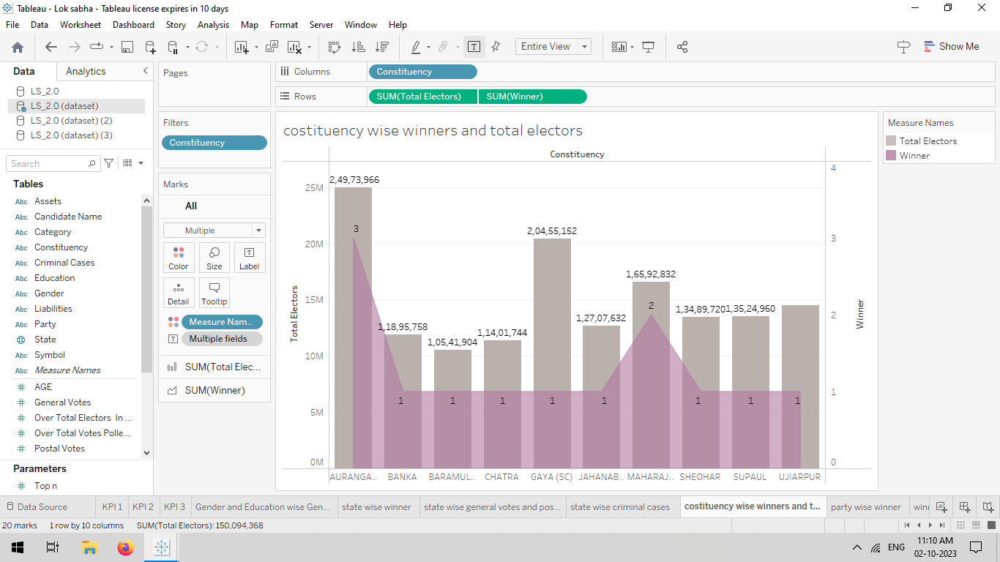 Tableau - Lok sabha - Tableau license expires in 10 days
File Data Worksheet Dashboard Story Analysis Map Format Server Window Help
Entire View
Show Me
Data Analytics
LS_2.0
LS_2.0 (dataset)
LS_2.0 (dataset) (2)
LS_2.0 (dataset) (3)
Search
Tables
Abc Assets
Abc Candidate Name
Abc Category
Abc Constituency
Abc Criminal Cases
Abc Education
Abc Gender
Abc Liabilities
Abc Party
State
Abc Symbol
Abc Measure Names
# AGE
# General Votes
# Over Total Electors In ...
# Over Total Votes Polle...
# Postal Votes
Parameters
# Top n
Pages
Filters
Constituency
Marks
All
Multiple
Color Size Label
Detail Tooltip
Measure Nam..
Multiple fields
SUM(Total Elec...
SUM(Winner)
Columns Constituency
Rows SUM(Total Electors) SUM(Winner)
costituency wise winners and total electors
Constituency
Total Electors
25M
20M
15M
10M
5M
0M
2,49,73,966
1,18,95,758
1,05,41,904
1,14,01,744
2,04,55,152
1,27,07,632
1,65,92,832
1,34,89,720
1,35,24,960
3 1 1 1 1 1 2 1 1 1
4
3
2
1
0
Winner
AURANGA.. BANKA BARAMUL.. CHATRA GAYA (SC) JAHANAB.. MAHARAJ.. SHEOHAR SUPAUL UJIARPUR
Measure Names
Total Electors
Winner
Data Source KPI 1 KPI 2 KPI 3 Gender and Education wise Gen... state wise winner state wise general votes and pos... state wise criminal cases costituency wise winners and t... party wise winner winn
20 marks 1 row by 10 columns SUM(Total Electors): 150,094,368
ENG
11:10 AM
02-10-2023